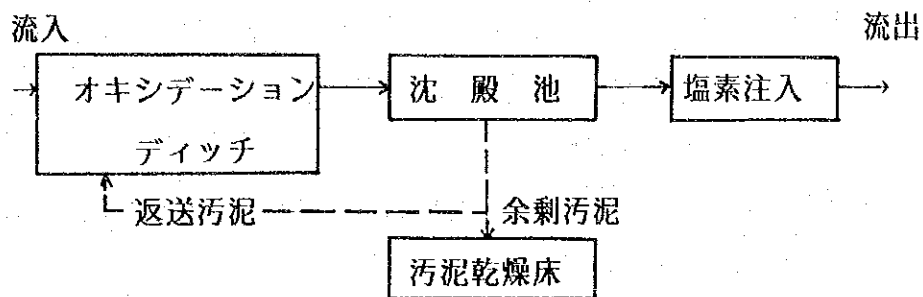 流入
流出
オキシデーション
ディッチ
沈殿池
塩素注入
返送汚泥
余剰汚泥
汚泥乾燥床